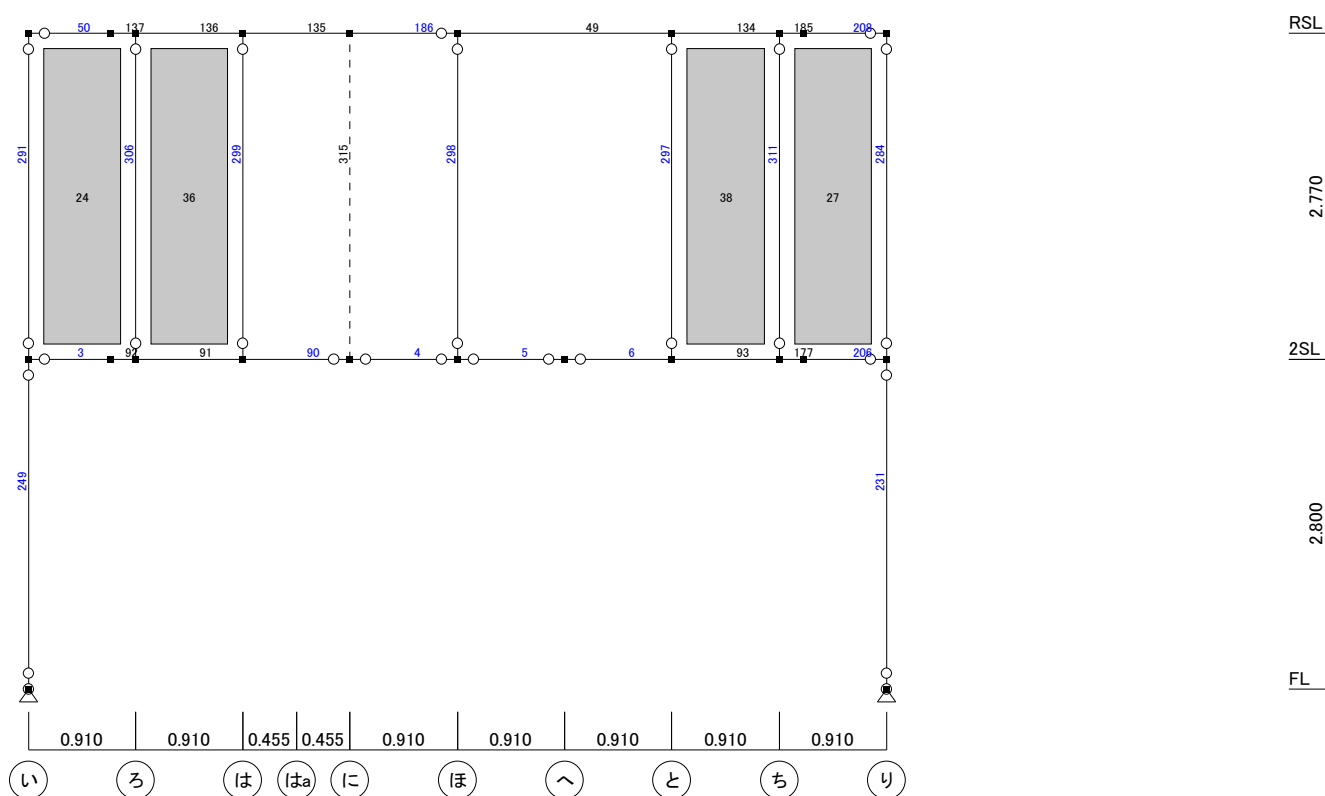 50 137 136 135 186 49 134 185 208 RSL
291 306 299 315 298 297 311 284
24 36 38 27 2.770
3 92 91 90 4 5 6 93 177 206 2SL
249 231
2.800
FL
0.910 0.910 0.455 0.455 0.910 0.910 0.910 0.910 0.910
い ろ は はa に ほ へ と ち り